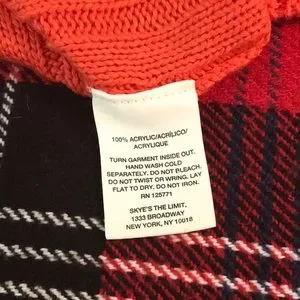 100% ACRYLIC/ACRÍLICO/
ACRYLIQUE
TURN GARMENT INSIDE OUT.
HAND WASH COLD
SEPARATELY. DO NOT BLEACH.
DO NOT TWIST OR WRING. LAY
FLAT TO DRY. DO NOT IRON.
RN 125771
SKYE'S THE LIMIT,
1333 BROADWAY
NEW YORK, NY 10018